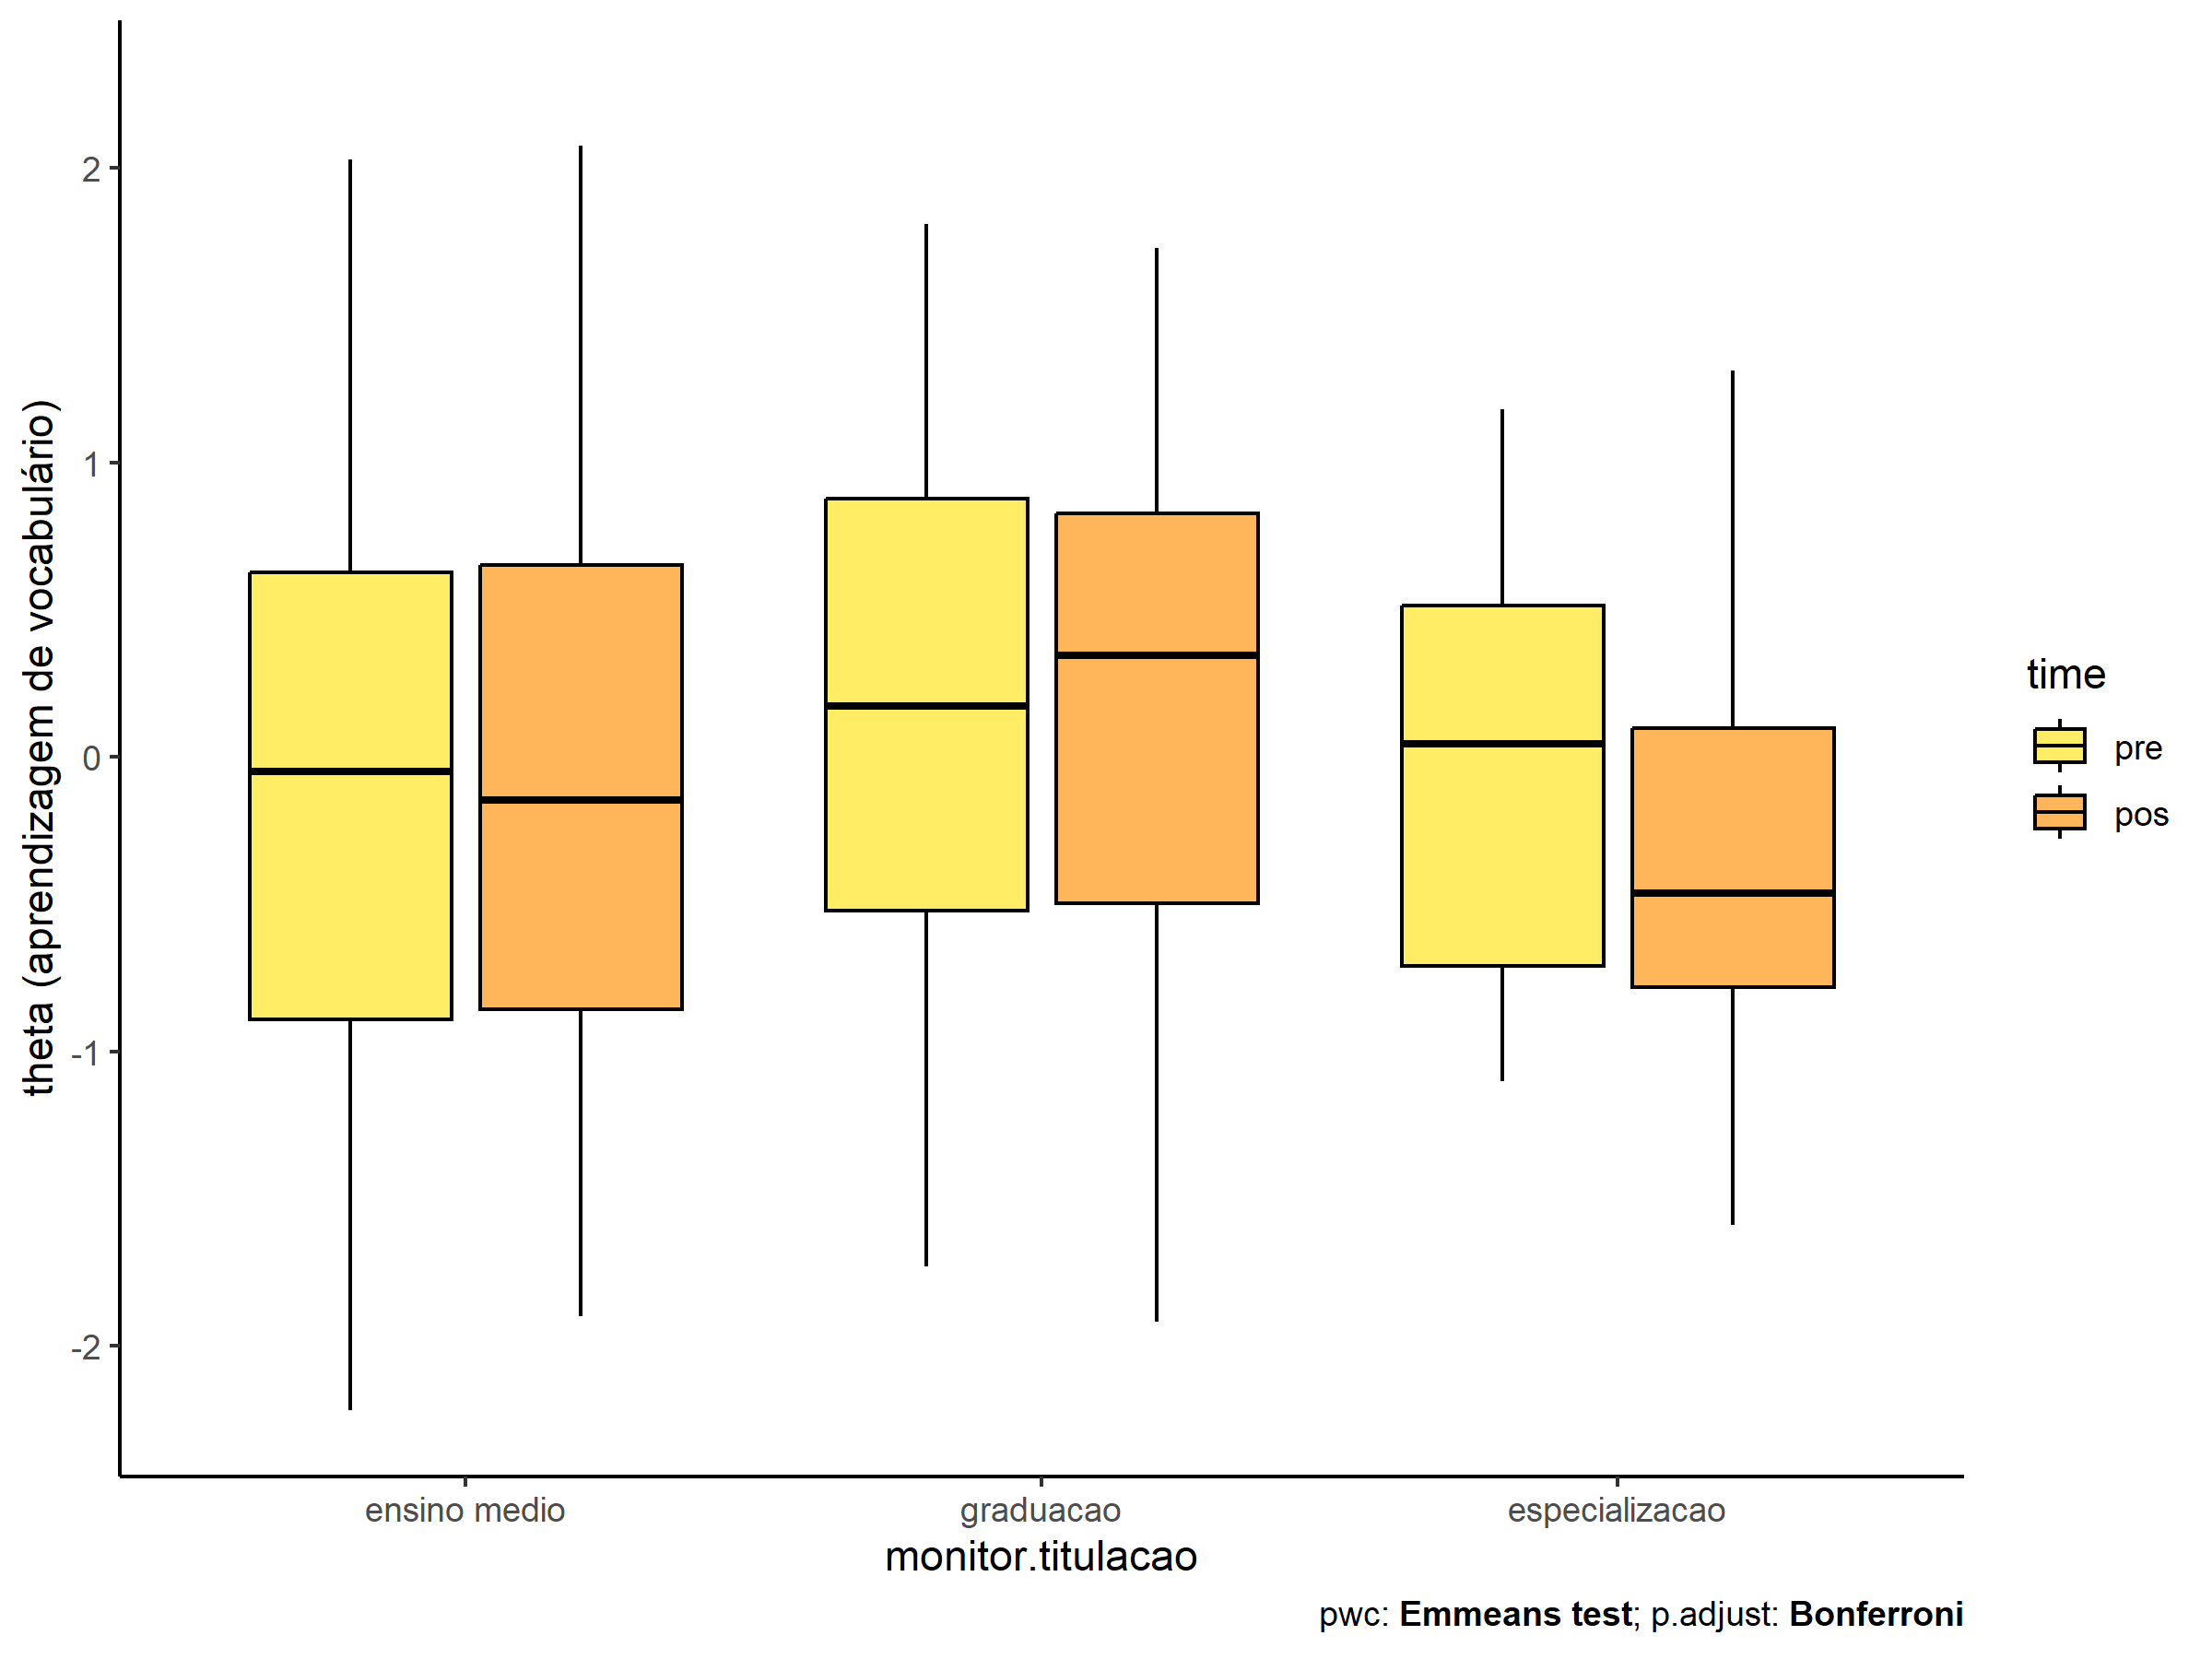 theta (aprendizagem de vocabulário)
2
1
0
-1
-2
ensino medio
graduacao
especializacao
monitor.titulacao
pwc: Emmeans test; p.adjust: Bonferroni
time
pre
pos